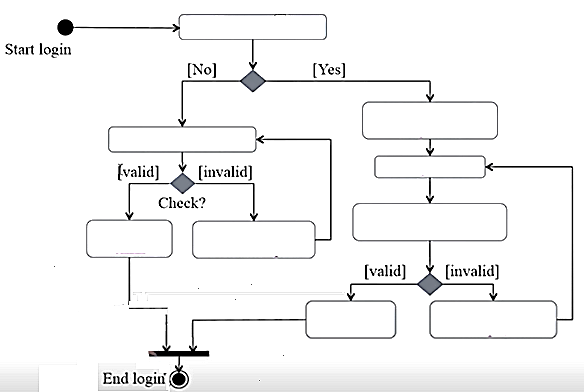 Start login
[No]
[Yes]
[valid]
[invalid]
Check?
[valid]
[invalid]
End login